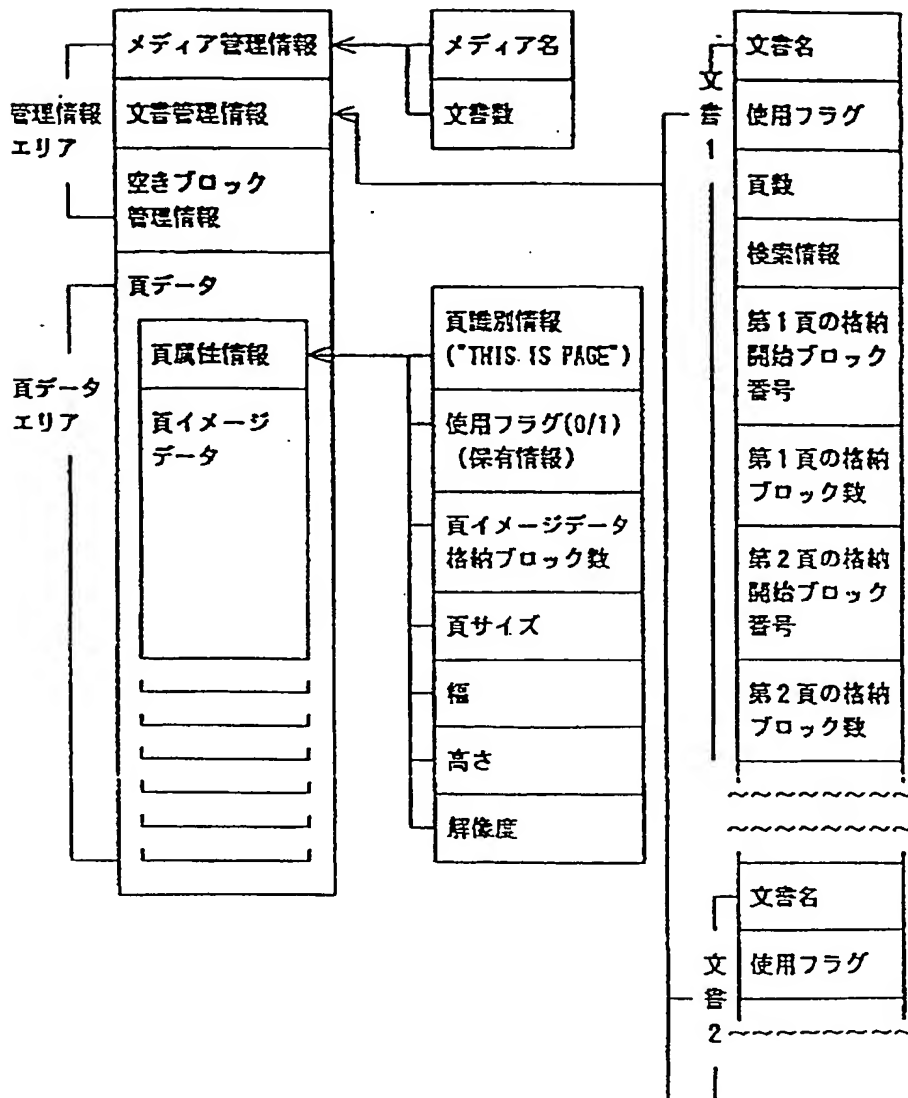 管理情報
エリア
頁データ
エリア
メディア管理情報
文書管理情報
空きブロック
管理情報
頁データ
頁属性情報
頁イメージ
データ
メディア名
文書数
頁識別情報
("THIS IS PAGE")
使用フラグ(0/1)
(保有情報)
頁イメージデータ
格納ブロック数
頁サイズ
幅
高さ
解像度
文書1
文書名
使用フラグ
頁数
検索情報
第1頁の格納
開始ブロック
番号
第1頁の格納
ブロック数
第2頁の格納
開始ブロック
番号
第2頁の格納
ブロック数
文書2
文書名
使用フラグ